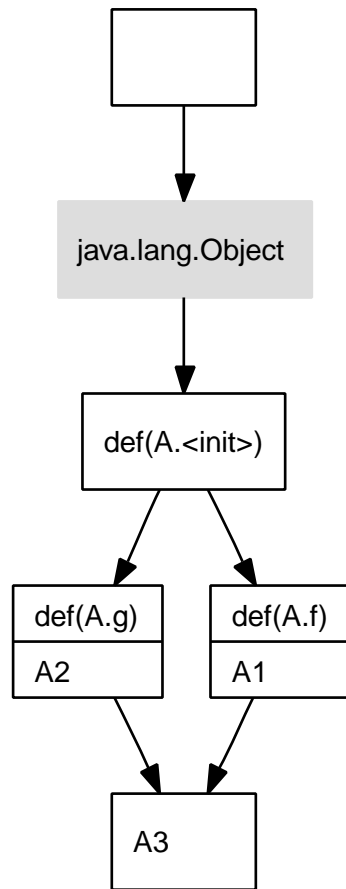 java.lang.Object
def(A.<init>)
def(A.g)
A2
def(A.f)
A1
A3